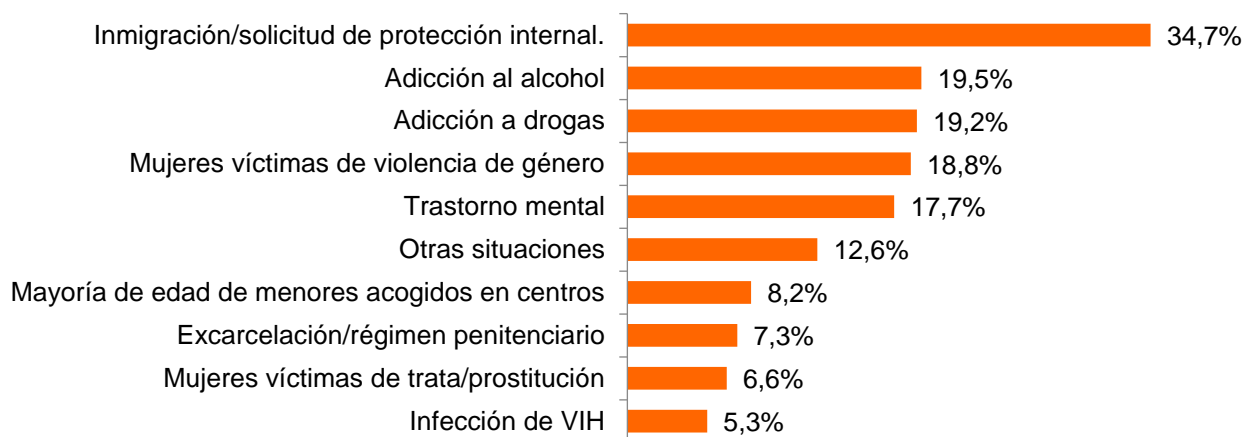 Inmigración/solicitud de protección internal. 34,7%
Adicción al alcohol 19,5%
Adicción a drogas 19,2%
Mujeres víctimas de violencia de género 18,8%
Trastorno mental 17,7%
Otras situaciones 12,6%
Mayoría de edad de menores acogidos en centros 8,2%
Excarcelación/régimen penitenciario 7,3%
Mujeres víctimas de trata/prostitución 6,6%
Infección de VIH 5,3%